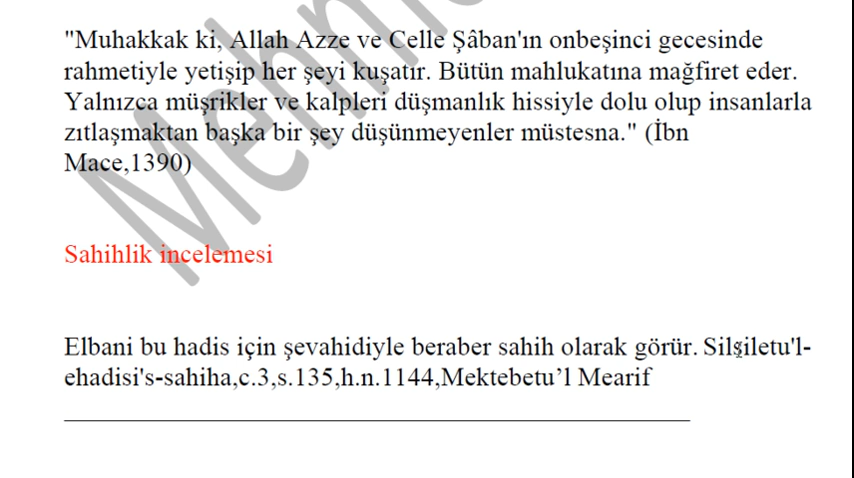 "Muhakkak ki, Allah Azze ve Celle Şâban'ın onbeşinci gecesinde
rahmetiyle yetişip her şeyi kuşatır. Bütün mahlukatına mağfiret eder.
Yalnızca müşrikler ve kalpleri düşmanlık hissiyle dolu olup insanlarla
zıtlaşmaktan başka bir şey düşünmeyenler müstesna." (İbn
Mace,1390)
Sahihlik incelemesi
Elbani bu hadis için şevahidiyle beraber sahih olarak görür. Silsiletu'l-
ehadisi's-sahiha,c.3,s.135,h.n.1144,Mektebetu’l Mearif